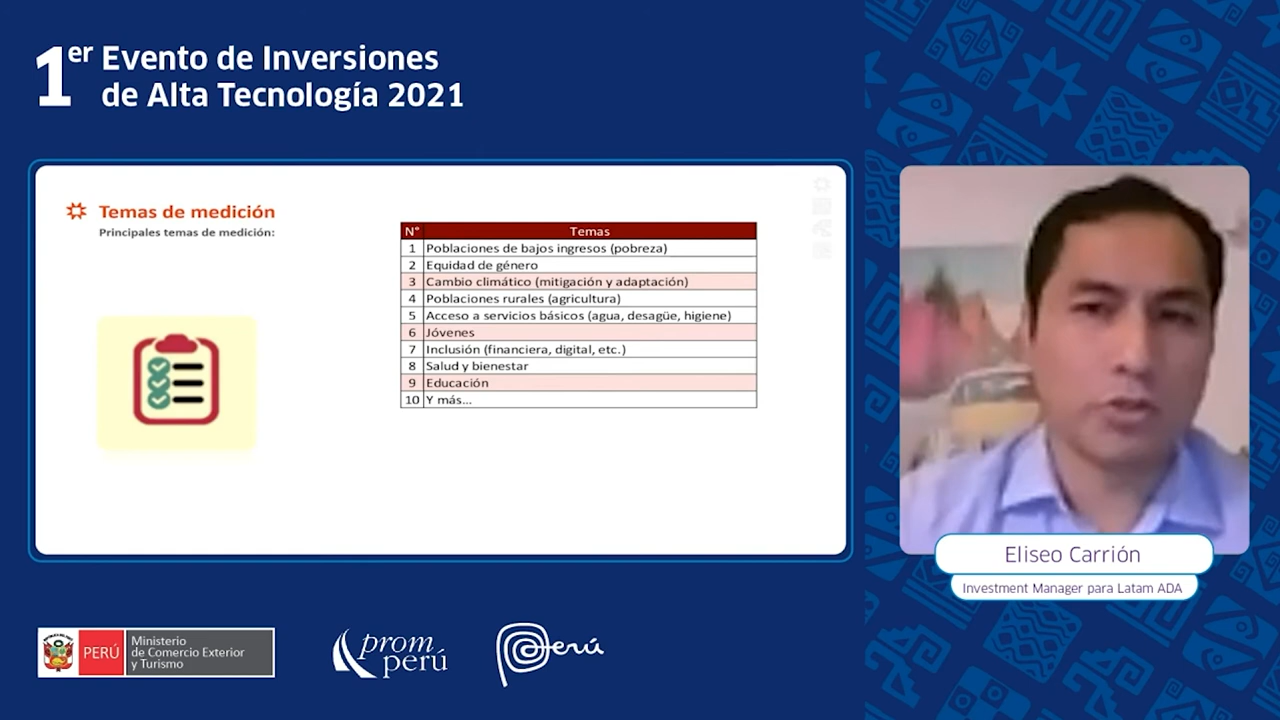 1er Evento de Inversiones
de Alta Tecnología 2021
Temas de medición
Principales temas de medición:
N° Temas
1 Poblaciones de bajos ingresos (pobreza)
2 Equidad de género
3 Cambio climático (mitigación y adaptación)
4 Poblaciones rurales (agricultura)
5 Acceso a servicios básicos (agua, desagüe, higiene)
6 Jóvenes
7 Inclusión (financiera, digital, etc.)
8 Salud y bienestar
9 Educación
10 Y más...
Eliseo Carrión
Investment Manager para Latam ADA
PERÚ
Ministerio
de Comercio Exterior
y Turismo
prom
perú
Perú